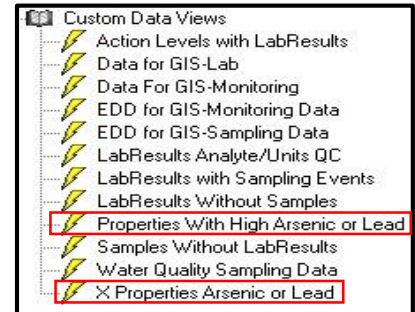 Custom Data Views
Action Levels with LabResults
Data for GIS-Lab
Data For GIS-Monitoring
EDD for GIS-Monitoring Data
EDD for GIS-Sampling Data
LabResults Analyte/Units QC
LabResults with Sampling Events
LabResults Without Samples
Properties With High Arsenic or Lead
Samples Without LabResults
Water Quality Sampling Data
X Properties Arsenic or Lead